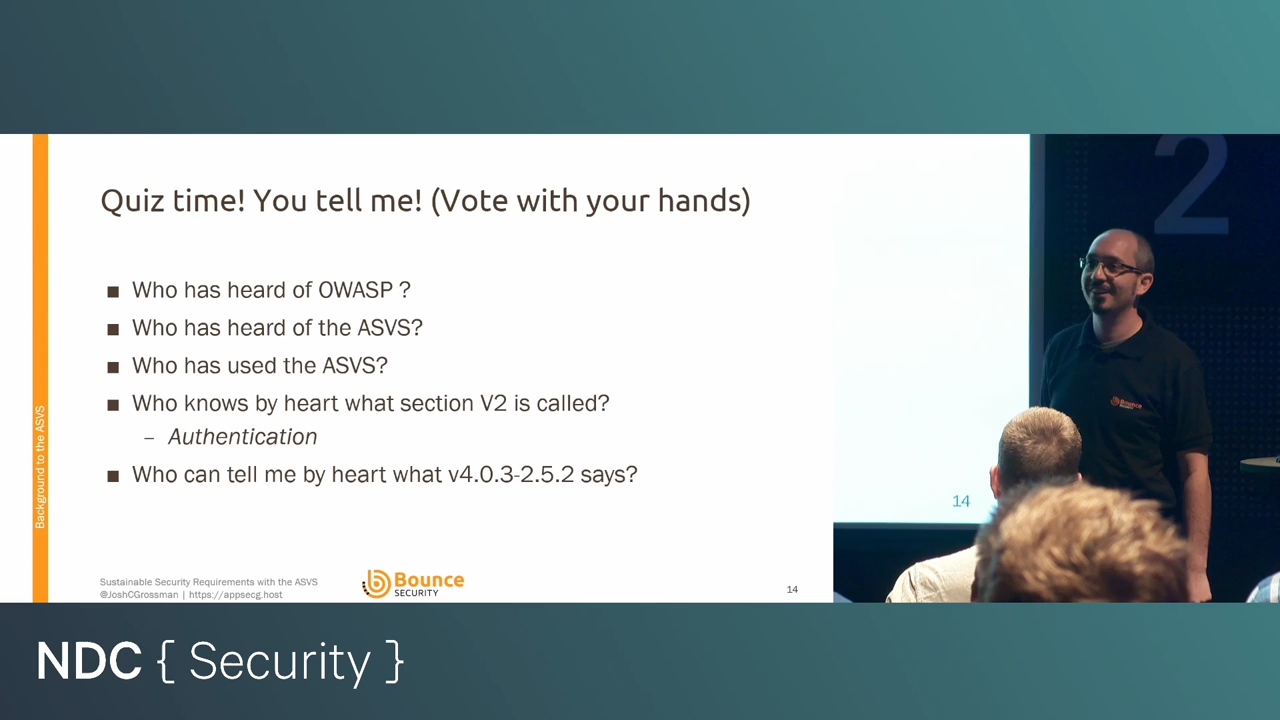 Quiz time! You tell me! (Vote with your hands)
■ Who has heard of OWASP ?
■ Who has heard of the ASVS?
■ Who has used the ASVS?
■ Who knows by heart what section V2 is called?
– Authentication
■ Who can tell me by heart what v4.0.3-2.5.2 says?
Background to the ASVS
Sustainable Security Requirements with the ASVS
@JoshCGrossman | https://appsecg.host
Bounce
SECURITY
14
2
Bounce
SECURITY
14
NDC { Security }